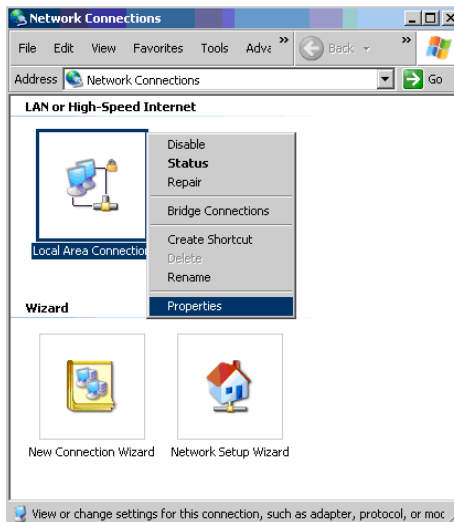 Network Connections
File Edit View Favorites Tools Adva » Back »
Address Network Connections Go
LAN or High-Speed Internet
Local Area Connection
Disable
Status
Repair
Bridge Connections
Create Shortcut
Delete
Rename
Properties
Wizard
New Connection Wizard Network Setup Wizard
View or change settings for this connection, such as adapter, protocol, or moc